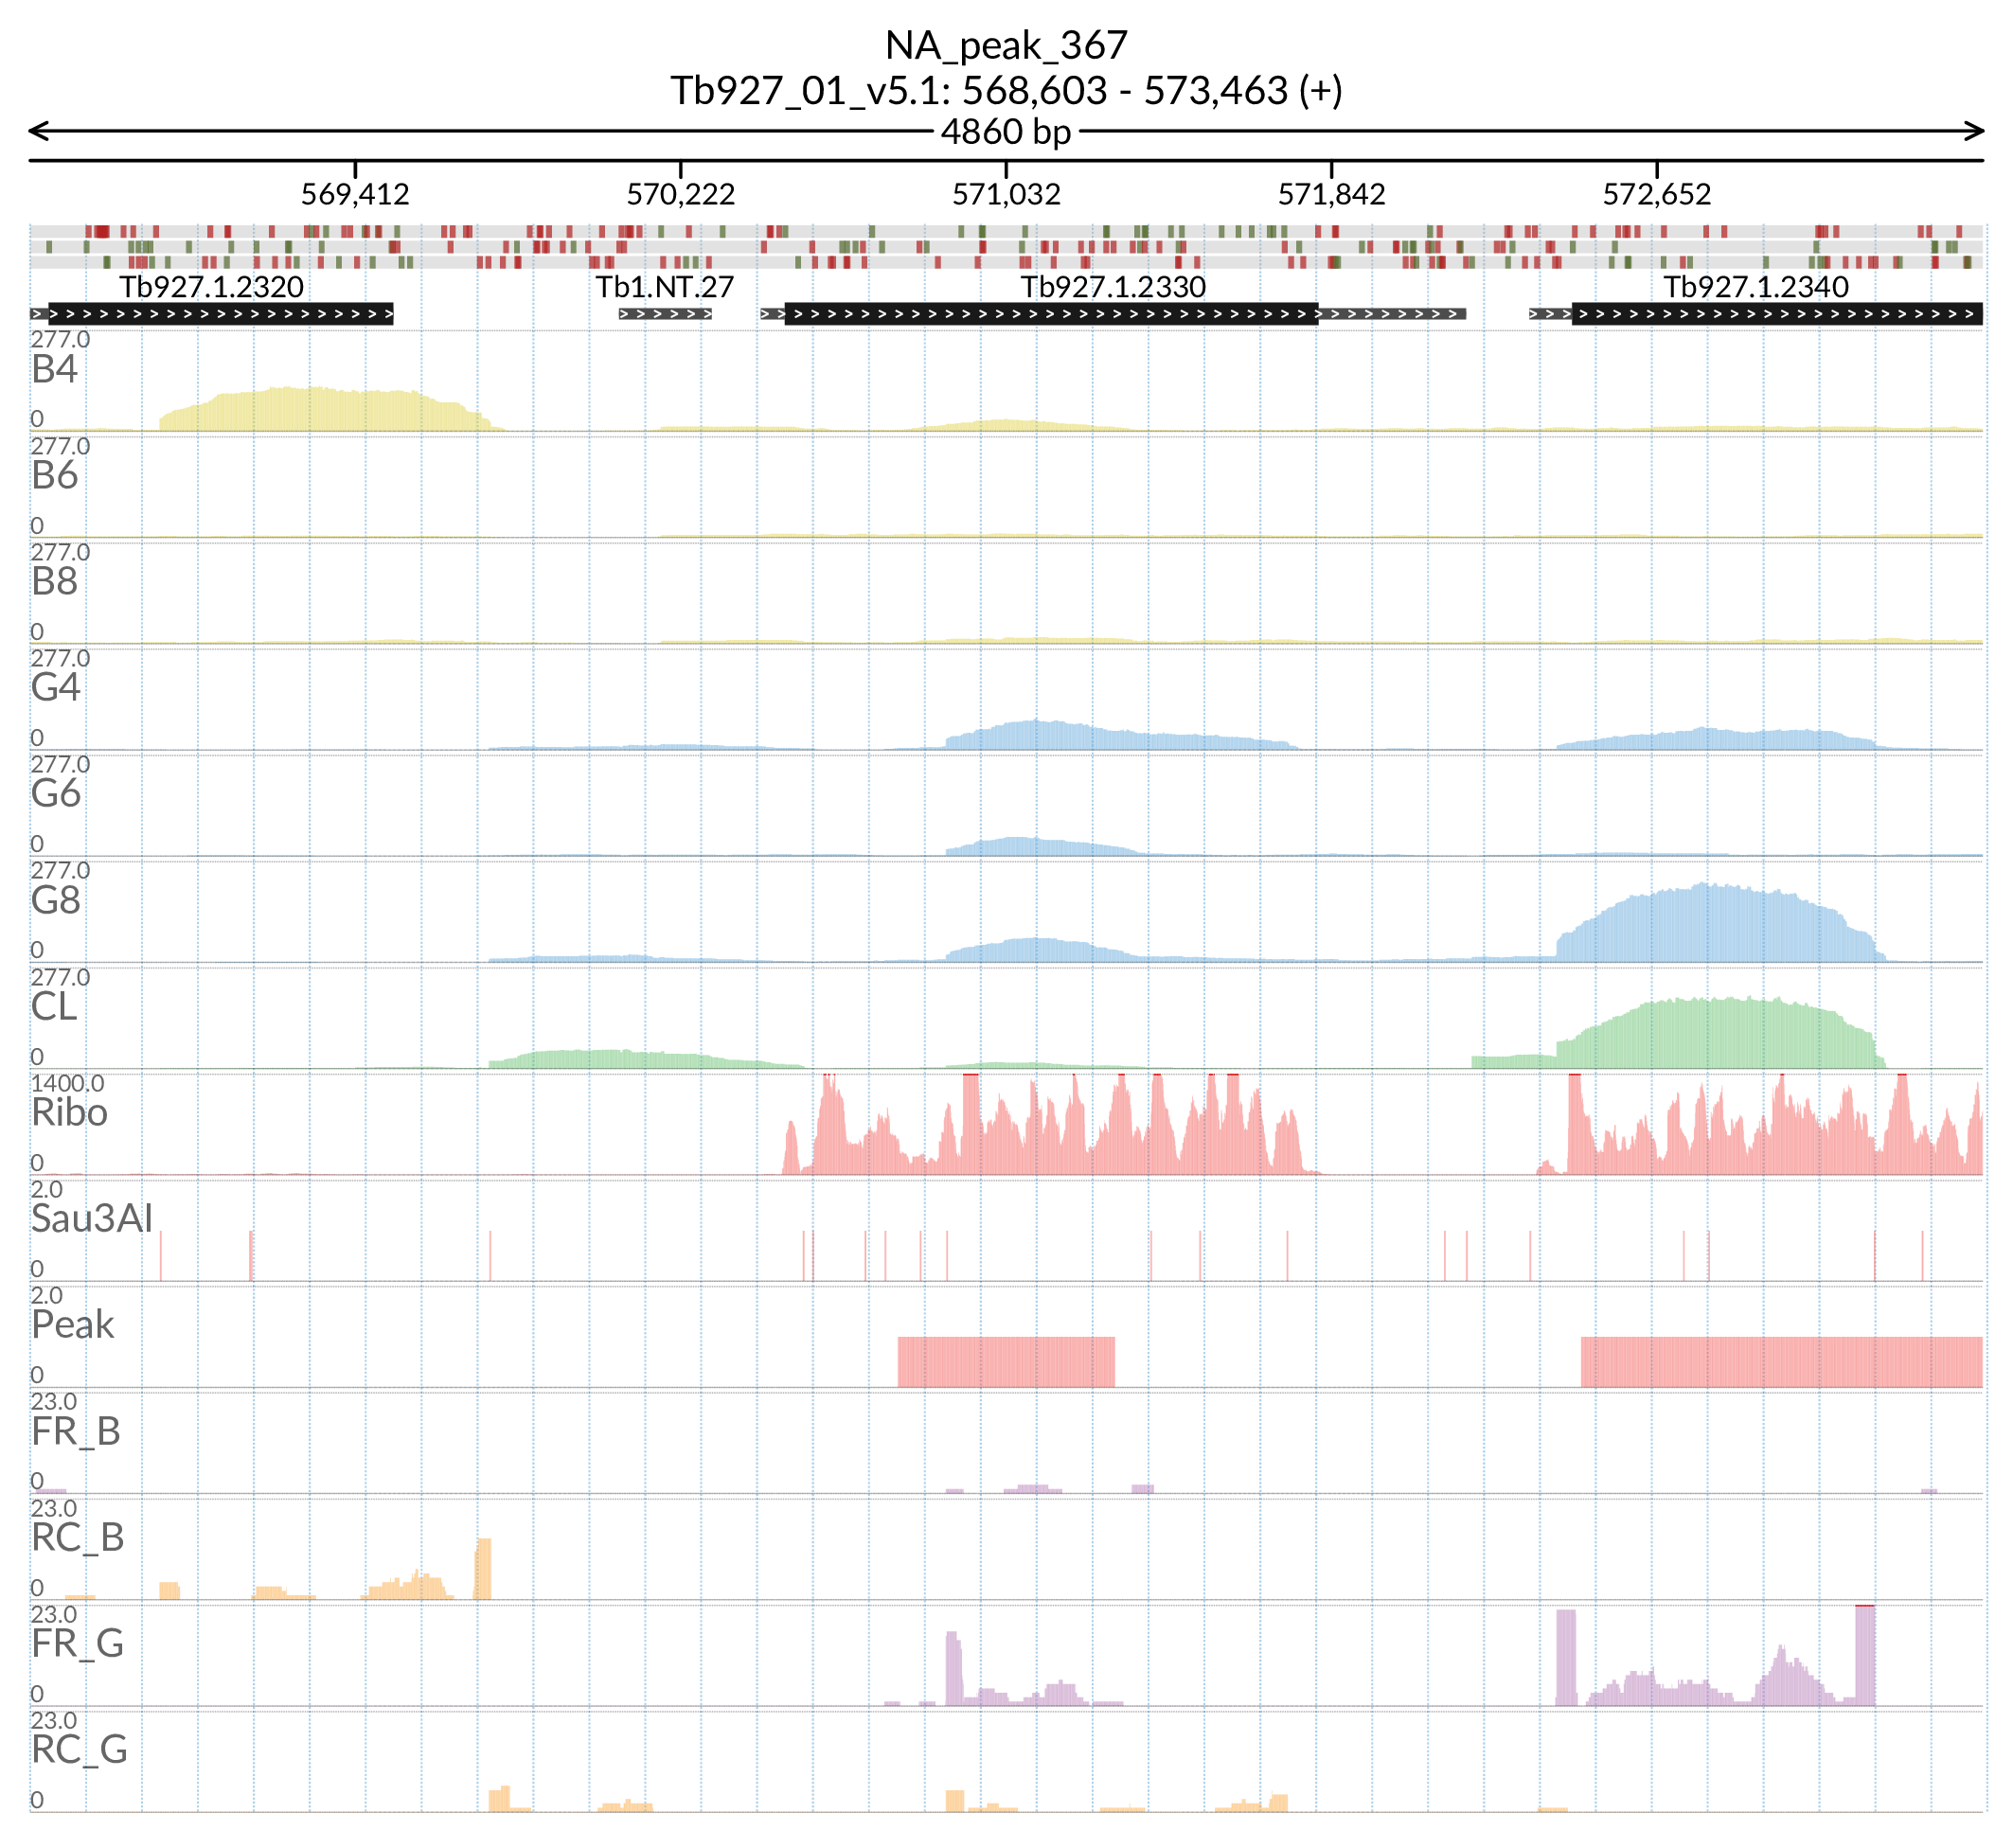 NA_peak_367
Tb927_01_v5.1: 568,603 - 573,463 (+)
4860 bp
569,412 570,222 571,032 571,842 572,652
Tb927.1.2320 Tb1.NT.27 Tb927.1.2330 Tb927.1.2340
277.0
B4
0
277.0
B6
0
277.0
B8
0
277.0
G4
0
277.0
G6
0
277.0
G8
0
277.0
CL
0
1400.0
Ribo
0
2.0
Sau3AI
0
2.0
Peak
0
23.0
FR_B
0
23.0
RC_B
0
23.0
FR_G
0
23.0
RC_G
0